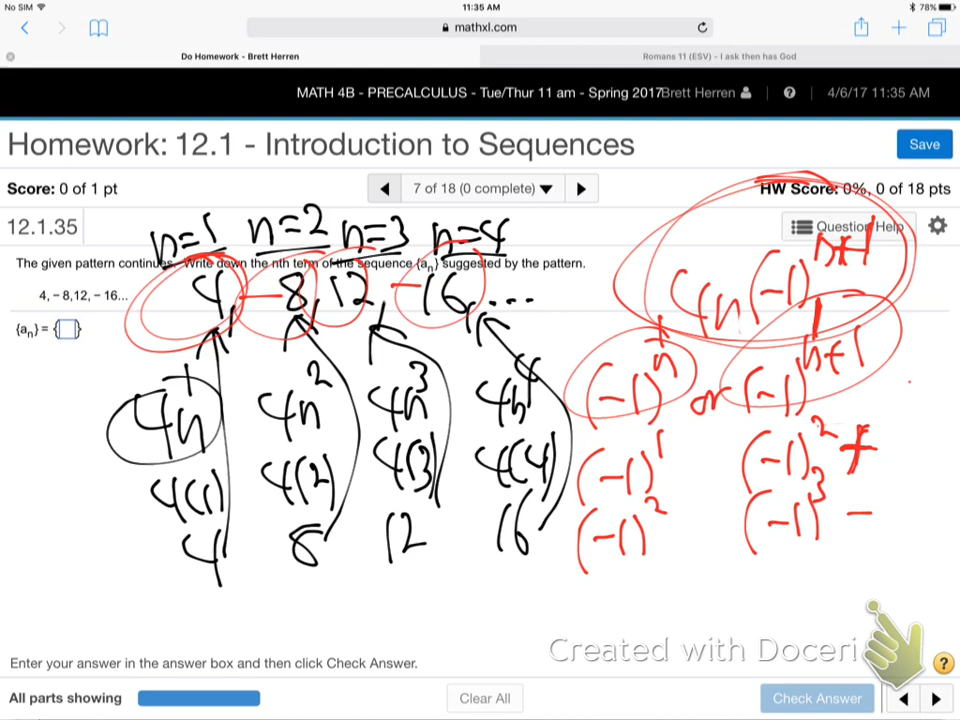 No SIM 11:35 AM 78%
mathxl.com
Do Homework - Brett Herren Romans 11 (ESV) - I ask then has God
MATH 4B - PRECALCULUS - Tue/Thur 11 am - Spring 2017 Brett Herren ? 4/6/17 11:35 AM
Homework: 12.1 - Introduction to Sequences Save
Score: 0 of 1 pt 7 of 18 (0 complete) HW Score: 0%, 0 of 18 pts
12.1.35 Question Help
n=1 n=2 n=3 n=4
The given pattern continues. Write down the nth term of the sequence {aₙ} suggested by the pattern.
4, − 8,12, − 16...
4, −8, 12, −16, ...
4n(−1)ⁿ⁺¹
{aₙ} = { }
4n¹ 4n² 4n³ 4n⁴ (−1)ⁿ or (−1)ⁿ⁺¹
4(1) 4(2) 4(3) 4(4) (−1)¹ (−1)² +
4 8 12 16 (−1)² (−1)³ −
Created with Doceri
Enter your answer in the answer box and then click Check Answer. ?
All parts showing Clear All Check Answer